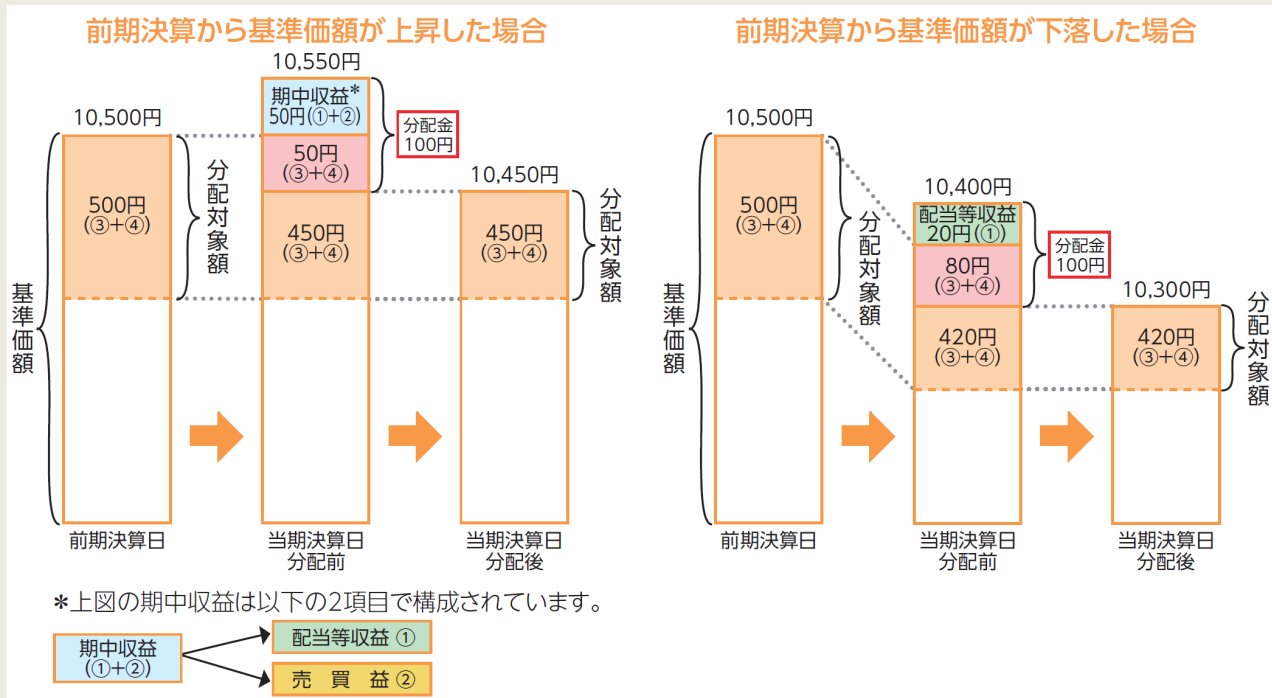 前期決算から基準価額が上昇した場合
10,500円
500円
(③+④)
分配対象額
基準価額
前期決算日
10,550円
期中収益*
50円(①+②)
50円
(③+④)
450円
(③+④)
分配金
100円
当期決算日
分配前
10,450円
450円
(③+④)
分配対象額
当期決算日
分配後
*上図の期中収益は以下の2項目で構成されています。
期中収益
(①+②)
配当等収益 ①
売 買 益 ②
前期決算から基準価額が下落した場合
10,500円
500円
(③+④)
分配対象額
基準価額
前期決算日
10,400円
配当等収益
20円(①)
80円
(③+④)
420円
(③+④)
分配金
100円
当期決算日
分配前
10,300円
420円
(③+④)
分配対象額
当期決算日
分配後